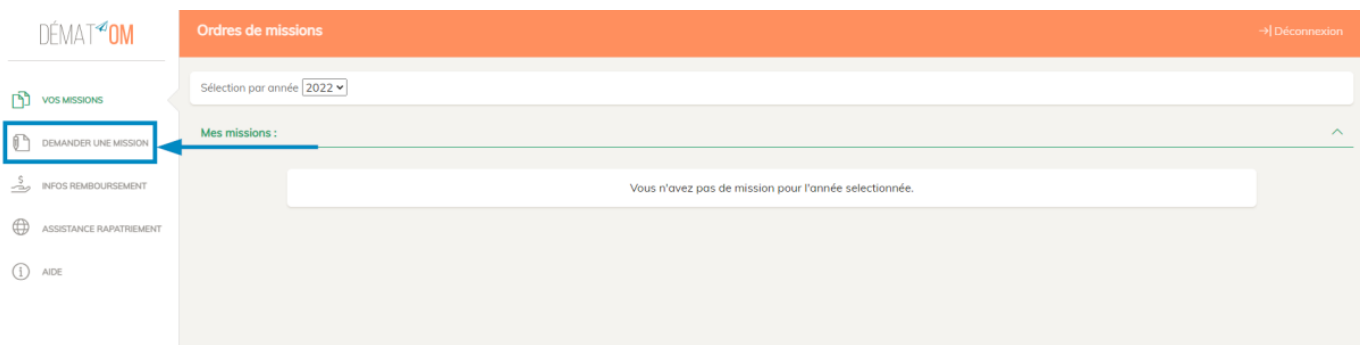 DÉMAT OM
Ordres de missions
Déconnexion
Sélection par année 2022
VOS MISSIONS
Mes missions :
DEMANDER UNE MISSION
Vous n'avez pas de mission pour l'année selectionnée.
INFOS REMBOURSEMENT
ASSISTANCE RAPATRIEMENT
AIDE